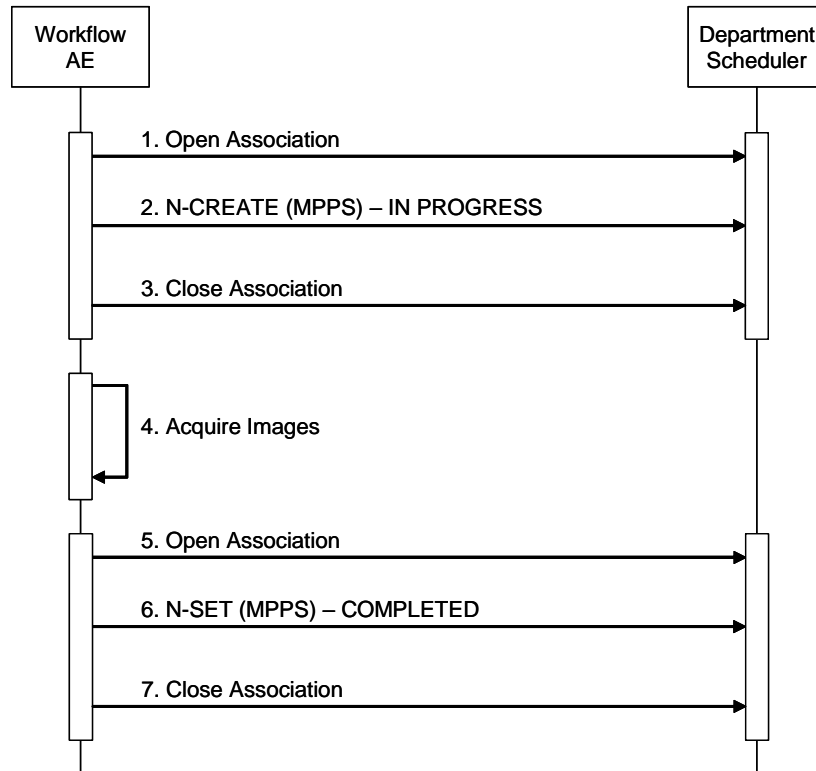 Workflow
AE
Department
Scheduler
1. Open Association
2. N-CREATE (MPPS) – IN PROGRESS
3. Close Association
4. Acquire Images
5. Open Association
6. N-SET (MPPS) – COMPLETED
7. Close Association